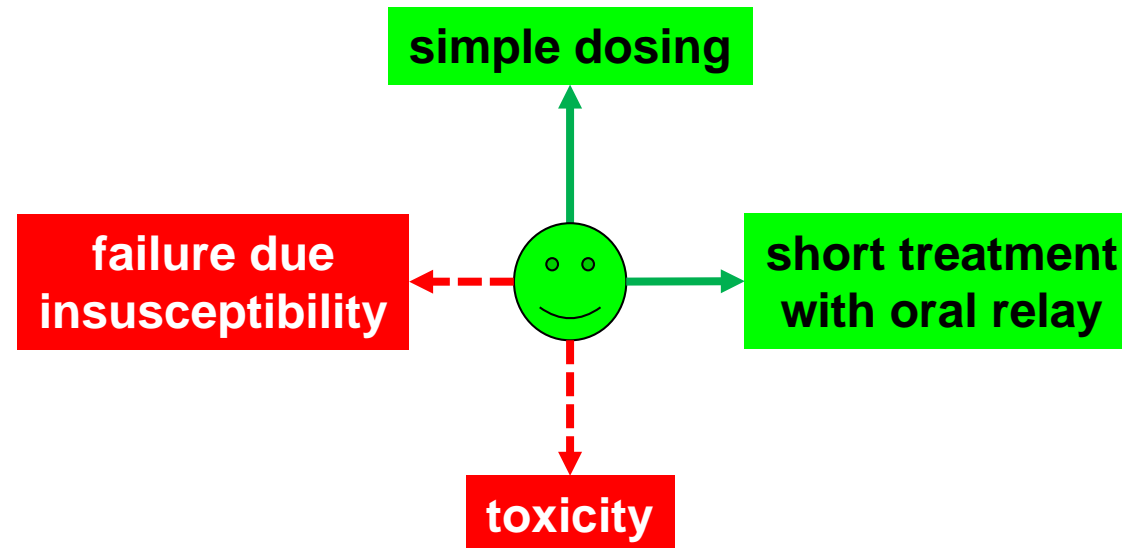 simple dosing
failure due
insusceptibility
short treatment
with oral relay
toxicity